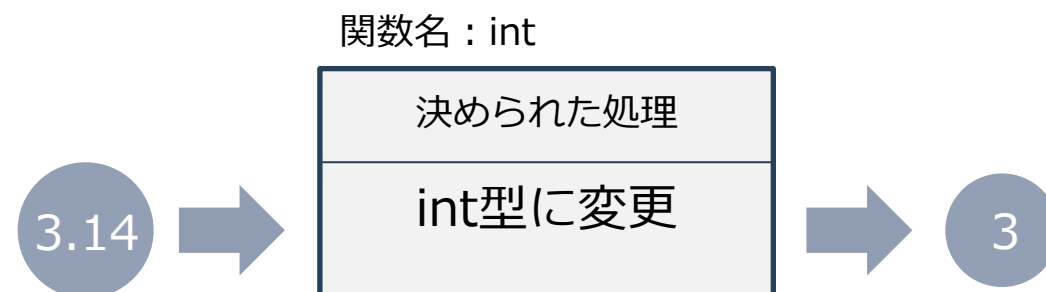 関数名：int
決められた処理
int型に変更
3.14
3